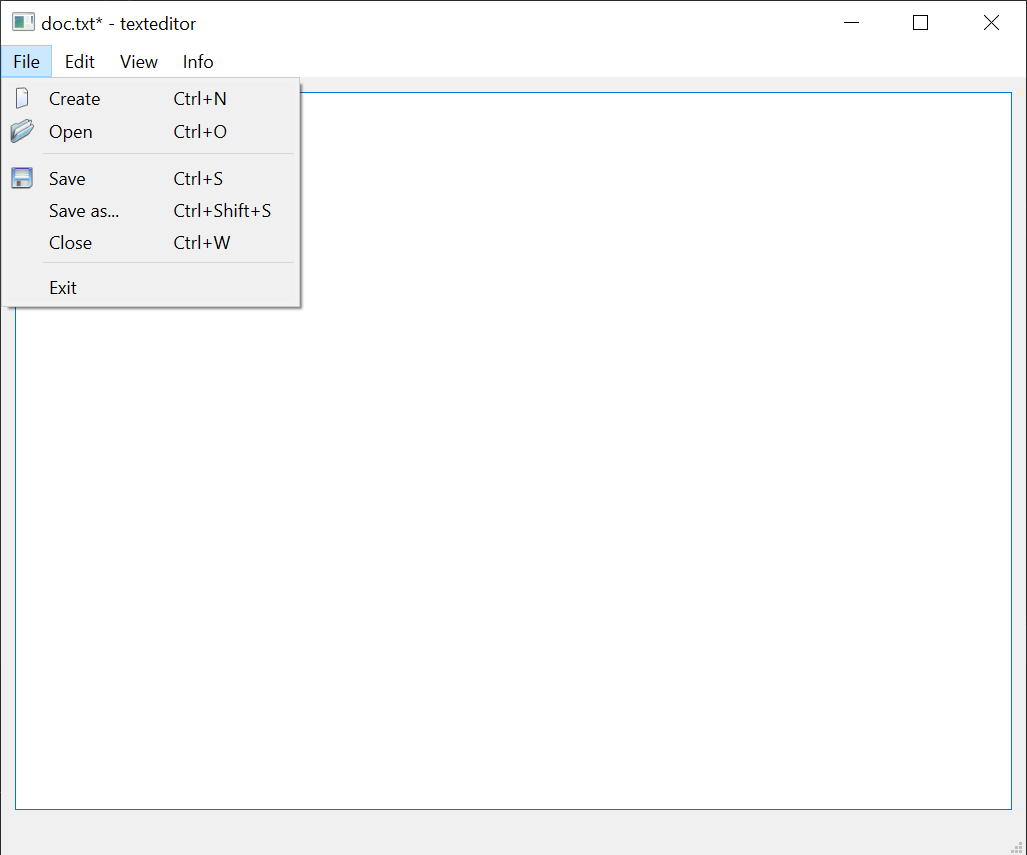 doc.txt* - texteditor
File Edit View Info
Create Ctrl+N
Open Ctrl+O
Save Ctrl+S
Save as... Ctrl+Shift+S
Close Ctrl+W
Exit